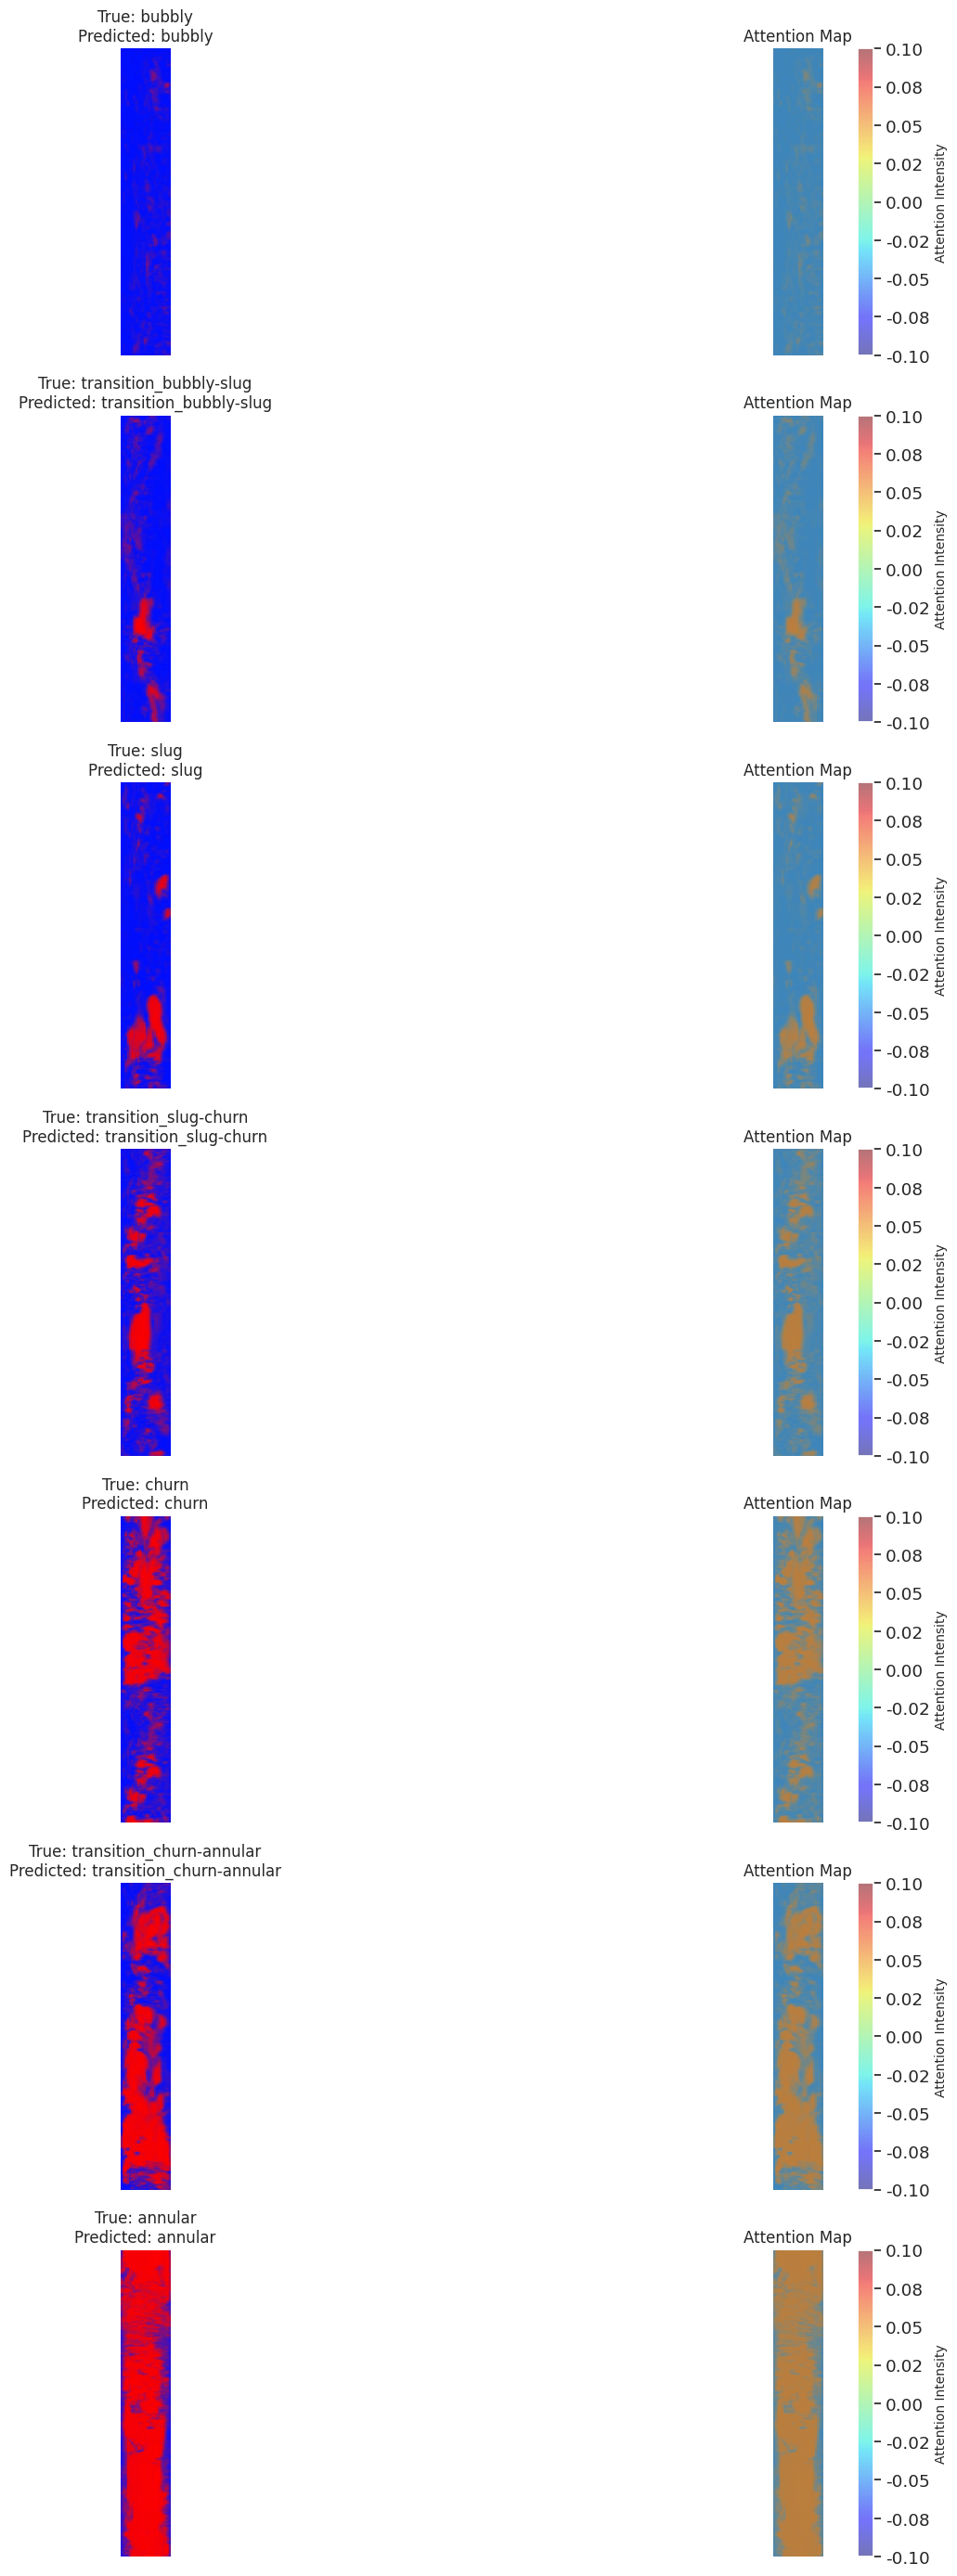 True: bubbly
Predicted: bubbly
Attention Map
0.10
0.08
0.05
0.02
0.00
-0.02
-0.05
-0.08
-0.10
Attention Intensity
True: transition_bubbly-slug
Predicted: transition_bubbly-slug
Attention Map
0.10
0.08
0.05
0.02
0.00
-0.02
-0.05
-0.08
-0.10
Attention Intensity
True: slug
Predicted: slug
Attention Map
0.10
0.08
0.05
0.02
0.00
-0.02
-0.05
-0.08
-0.10
Attention Intensity
True: transition_slug-churn
Predicted: transition_slug-churn
Attention Map
0.10
0.08
0.05
0.02
0.00
-0.02
-0.05
-0.08
-0.10
Attention Intensity
True: churn
Predicted: churn
Attention Map
0.10
0.08
0.05
0.02
0.00
-0.02
-0.05
-0.08
-0.10
Attention Intensity
True: transition_churn-annular
Predicted: transition_churn-annular
Attention Map
0.10
0.08
0.05
0.02
0.00
-0.02
-0.05
-0.08
-0.10
Attention Intensity
True: annular
Predicted: annular
Attention Map
0.10
0.08
0.05
0.02
0.00
-0.02
-0.05
-0.08
-0.10
Attention Intensity